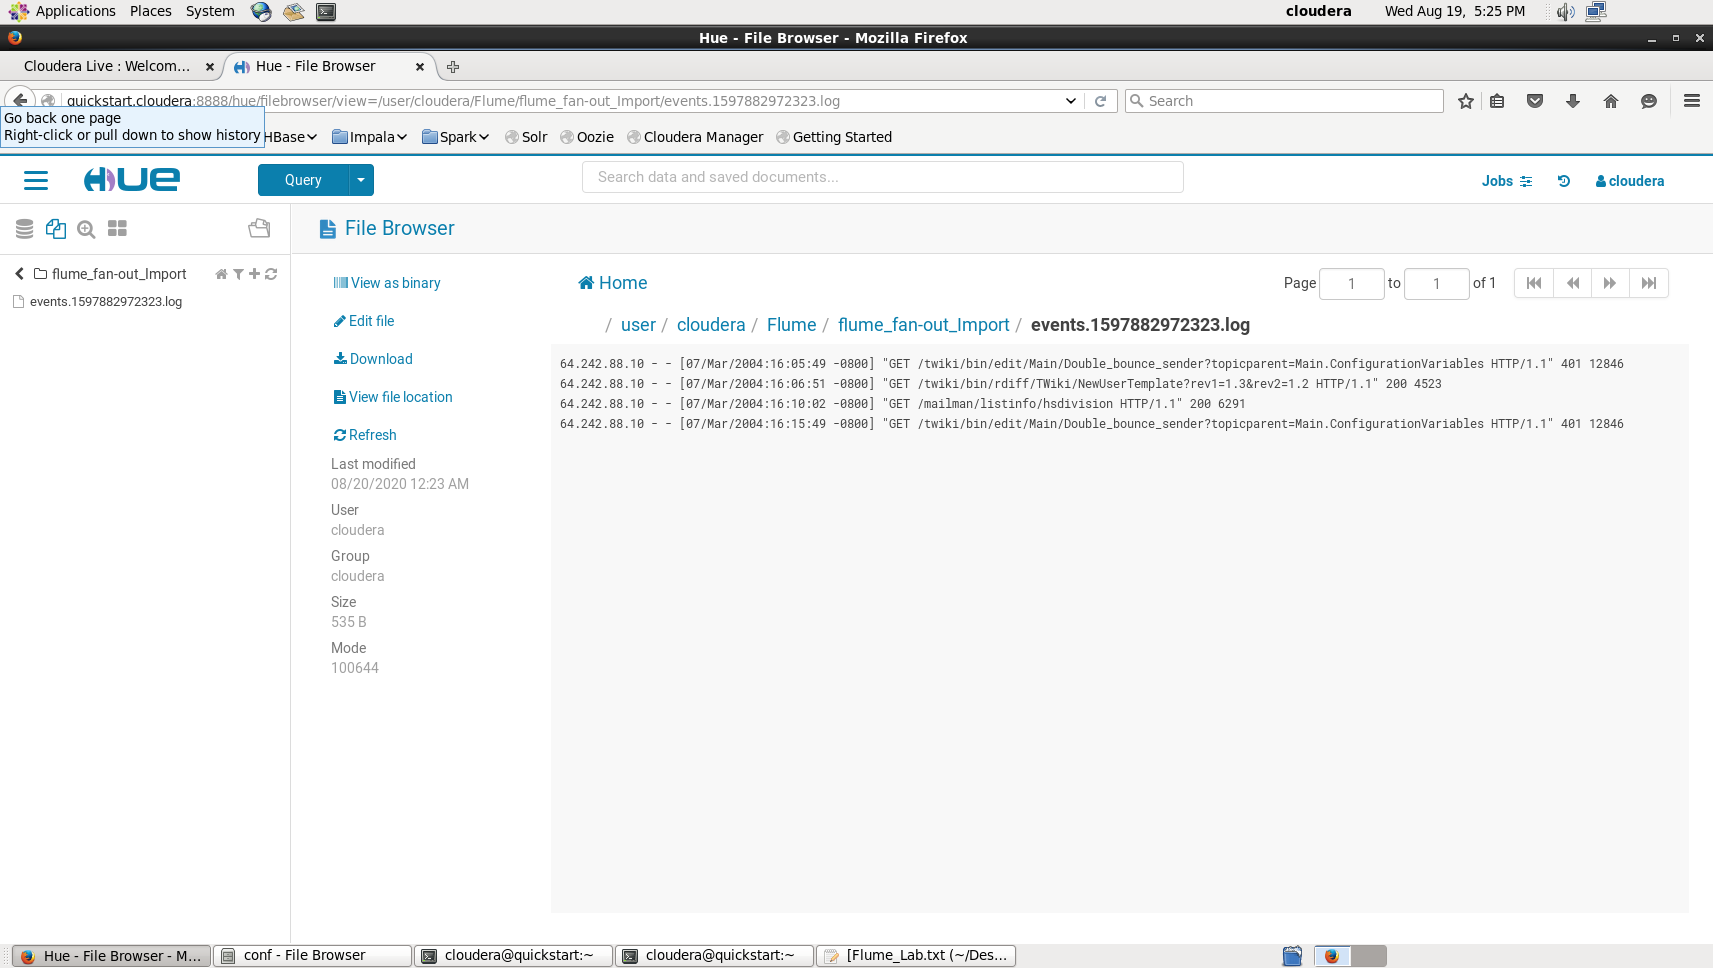 Applications Places System
cloudera Wed Aug 19, 5:25 PM
Hue - File Browser - Mozilla Firefox
Cloudera Live : Welcom... Hue - File Browser
quickstart.cloudera:8888/hue/filebrowser/view=/user/cloudera/Flume/flume_fan-out_Import/events.1597882972323.log
Search
Go back one page
Right-click or pull down to show history
HBase Impala Spark Solr Oozie Cloudera Manager Getting Started
HUE
Query
Search data and saved documents...
Jobs cloudera
File Browser
flume_fan-out_Import
events.1597882972323.log
View as binary
Edit file
Download
View file location
Refresh
Last modified
08/20/2020 12:23 AM
User
cloudera
Group
cloudera
Size
535 B
Mode
100644
Home
Page 1 to 1 of 1
/ user / cloudera / Flume / flume_fan-out_Import / events.1597882972323.log
64.242.88.10 - - [07/Mar/2004:16:05:49 -0800] "GET /twiki/bin/edit/Main/Double_bounce_sender?topicparent=Main.ConfigurationVariables HTTP/1.1" 401 12846
64.242.88.10 - - [07/Mar/2004:16:06:51 -0800] "GET /twiki/bin/rdiff/TWiki/NewUserTemplate?rev1=1.3&rev2=1.2 HTTP/1.1" 200 4523
64.242.88.10 - - [07/Mar/2004:16:10:02 -0800] "GET /mailman/listinfo/hsdivision HTTP/1.1" 200 6291
64.242.88.10 - - [07/Mar/2004:16:15:49 -0800] "GET /twiki/bin/edit/Main/Double_bounce_sender?topicparent=Main.ConfigurationVariables HTTP/1.1" 401 12846
Hue - File Browser - M... conf - File Browser cloudera@quickstart:~ cloudera@quickstart:~ [Flume_Lab.txt (~/Des...